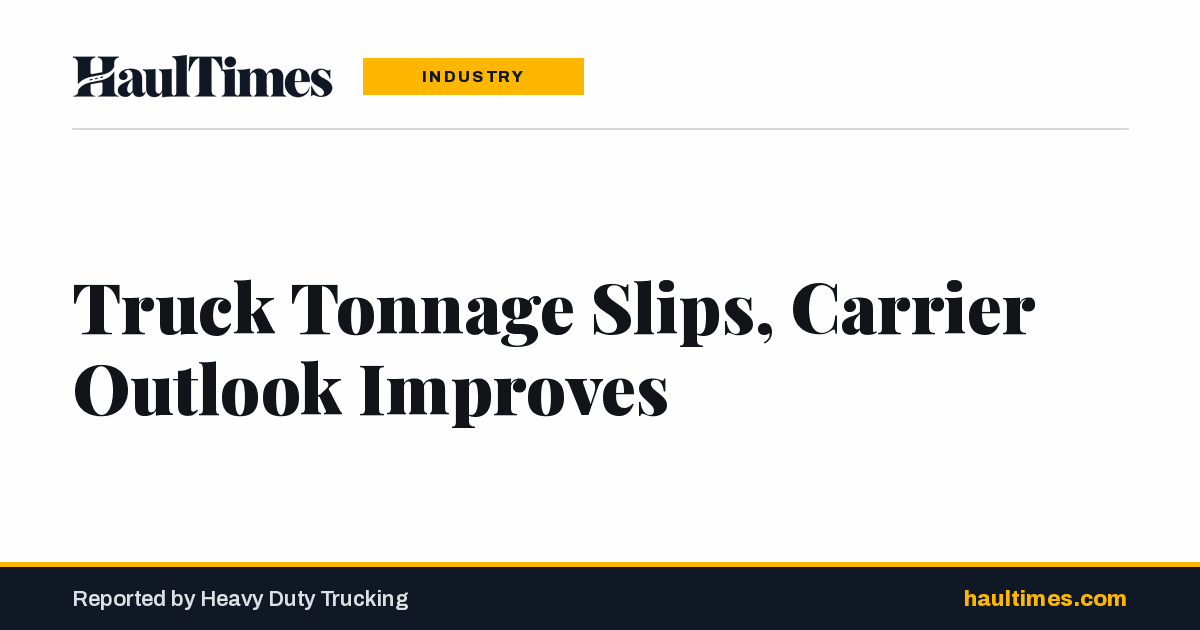 HaulTimes
INDUSTRY
Truck Tonnage Slips, Carrier
Outlook Improves
Reported by Heavy Duty Trucking
haultimes.com